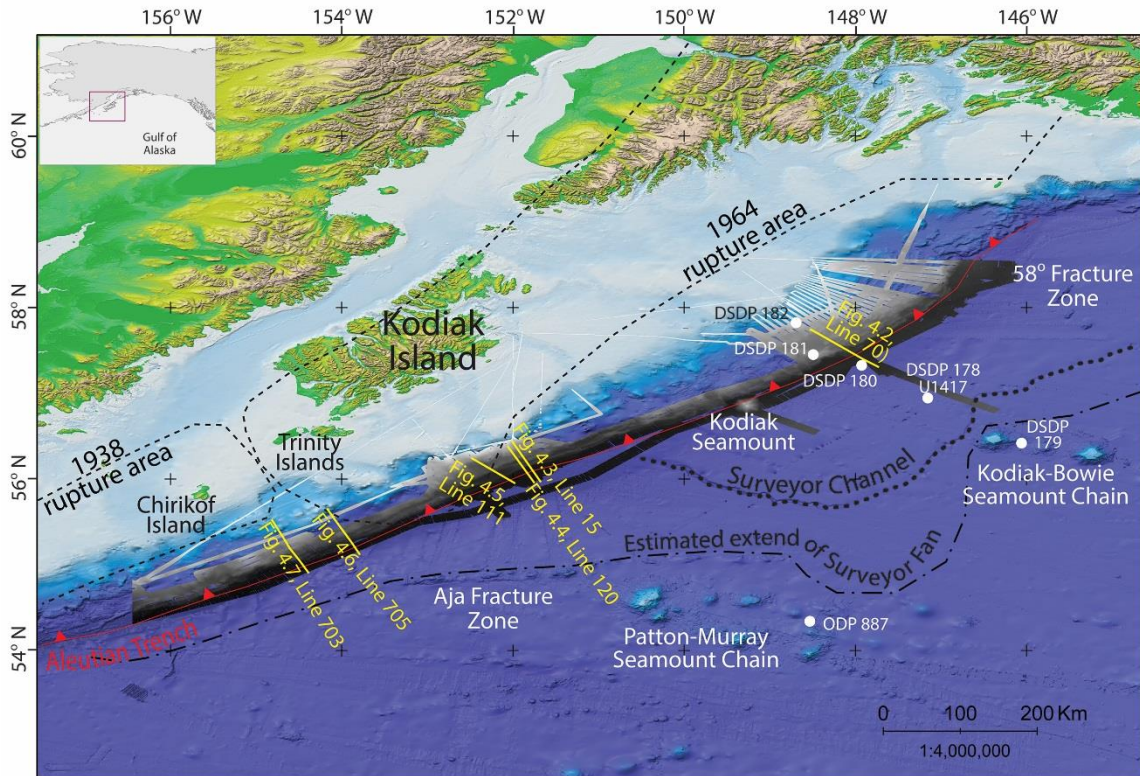 156° W
154° W
152° W
150° W
148° W
146° W
60° N
58° N
56° N
54° N
Gulf of
Alaska
1964
rupture area
58° Fracture
Zone
Kodiak
Island
DSDP 182
DSDP 181
DSDP 180
DSDP 178
U1417
Fig. 4.2,
Line 70)
DSDP
179
Kodiak-Bowie
Seamount Chain
Kodiak
Seamount
Surveyor Channel
1938
rupture area
Trinity
Islands
Chirikof
Island
Fig. 4.5,
Line 111
Fig. 4.3, Line 15
Fig. 4.4, Line 120
Fig. 4.6, Line 705
Fig. 4.7, Line 703
Estimated extend of Surveyor Fan
Aja Fracture
Zone
Patton-Murray
Seamount Chain
ODP 887
Aleutian Trench
0 100 200 Km
1:4,000,000